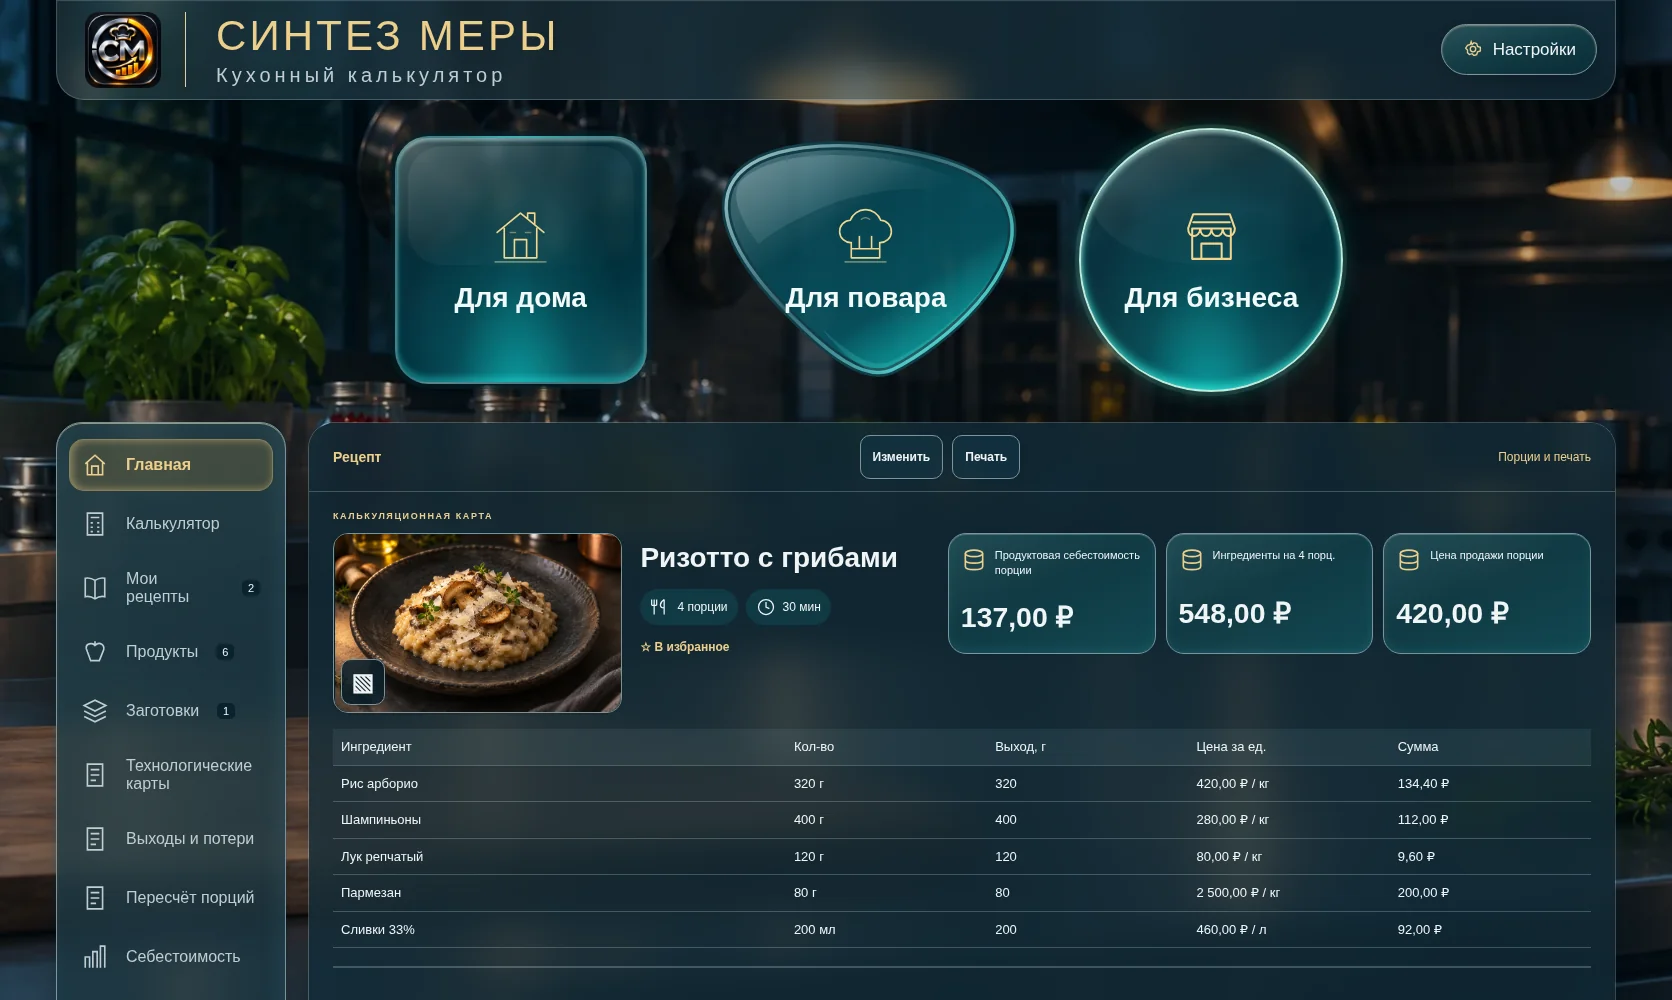 СМ
СИНТЕЗ МЕРЫ
Кухонный калькулятор
Настройки
Для дома
Для повара
Для бизнеса
Главная
Калькулятор
Мои
рецепты
2
Продукты 6
Заготовки 1
Технологические
карты
Выходы и потери
Пересчёт порций
Себестоимость
Рецепт
Изменить
Печать
Порции и печать
КАЛЬКУЛЯЦИОННАЯ КАРТА
Ризотто с грибами
4 порции
30 мин
☆ В избранное
Продуктовая себестоимость
порции
137,00 ₽
Ингредиенты на 4 порц.
548,00 ₽
Цена продажи порции
420,00 ₽
Ингредиент Кол-во Выход, г Цена за ед. Сумма
Рис арборио 320 г 320 420,00 ₽ / кг 134,40 ₽
Шампиньоны 400 г 400 280,00 ₽ / кг 112,00 ₽
Лук репчатый 120 г 120 80,00 ₽ / кг 9,60 ₽
Пармезан 80 г 80 2 500,00 ₽ / кг 200,00 ₽
Сливки 33% 200 мл 200 460,00 ₽ / л 92,00 ₽